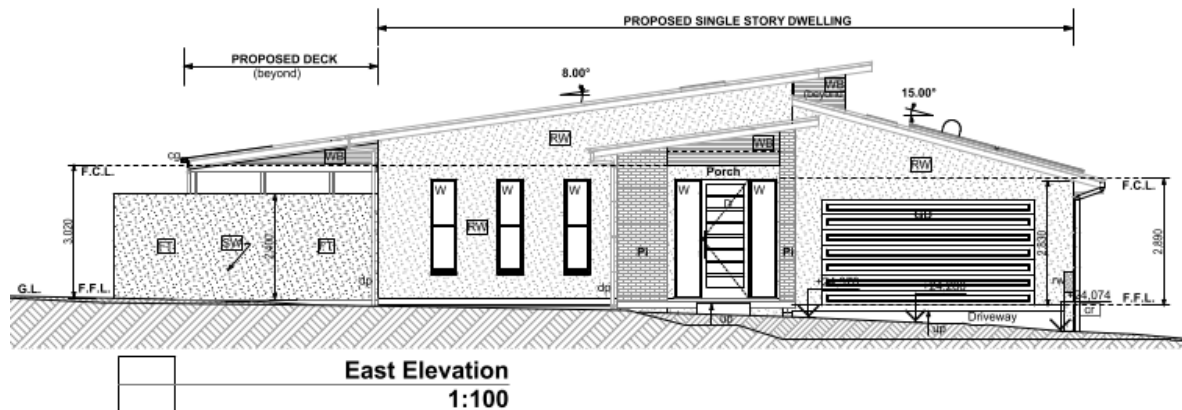 PROPOSED SINGLE STORY DWELLING
PROPOSED DECK
(beyond)
8.00°
WB
(beyond)
15.00°
RW
WB
WB
RW
cg
F.C.L.
Porch
F.C.L.
W
W
W
W
W
D
GD
RW
3,020
2,400
2,830
2,890
FT
SW
FT
Pi
Pi
dp
dp
rw
G.L.
F.F.L.
F.F.L.
Driveway
up
up
East Elevation
1:100